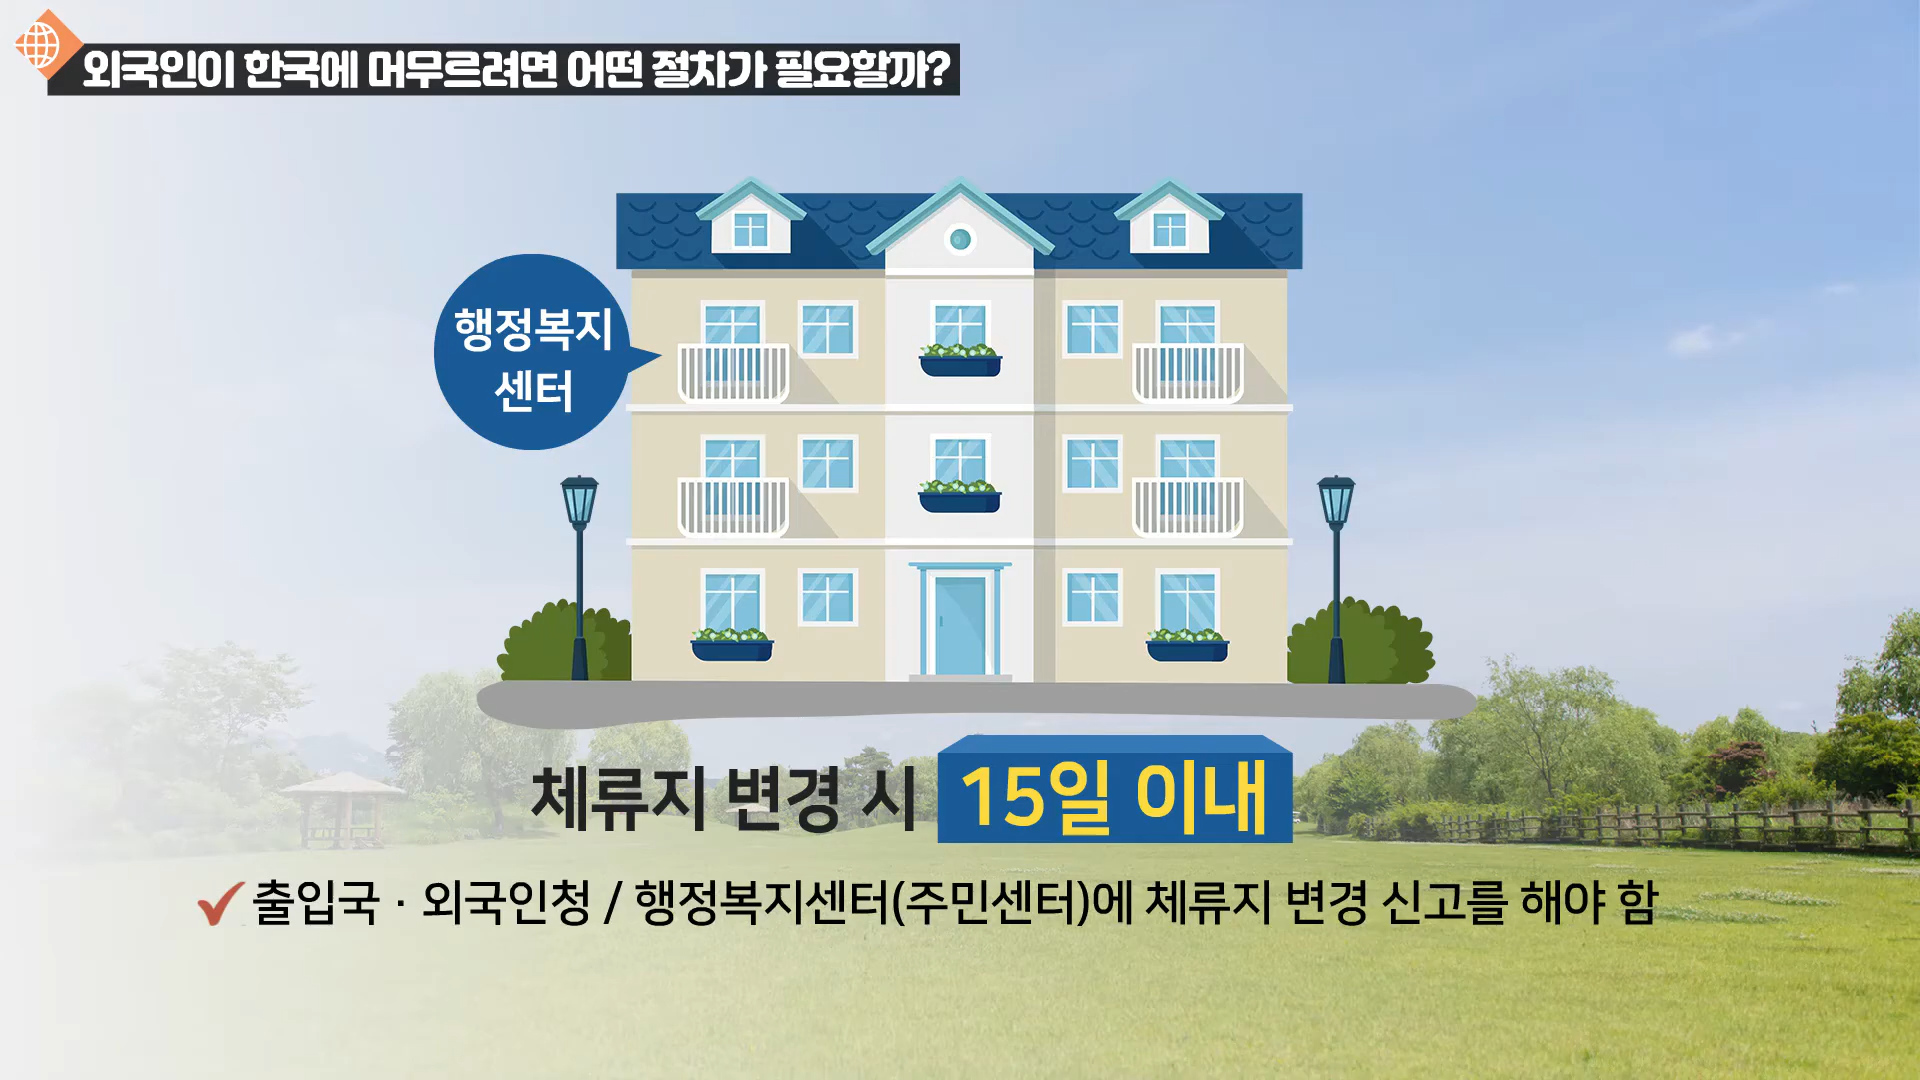 외국인이 한국에 머무르려면 어떤 절차가 필요할까?
행정복지
센터
체류지 변경 시 15일 이내
출입국 · 외국인청 / 행정복지센터(주민센터)에 체류지 변경 신고를 해야 함